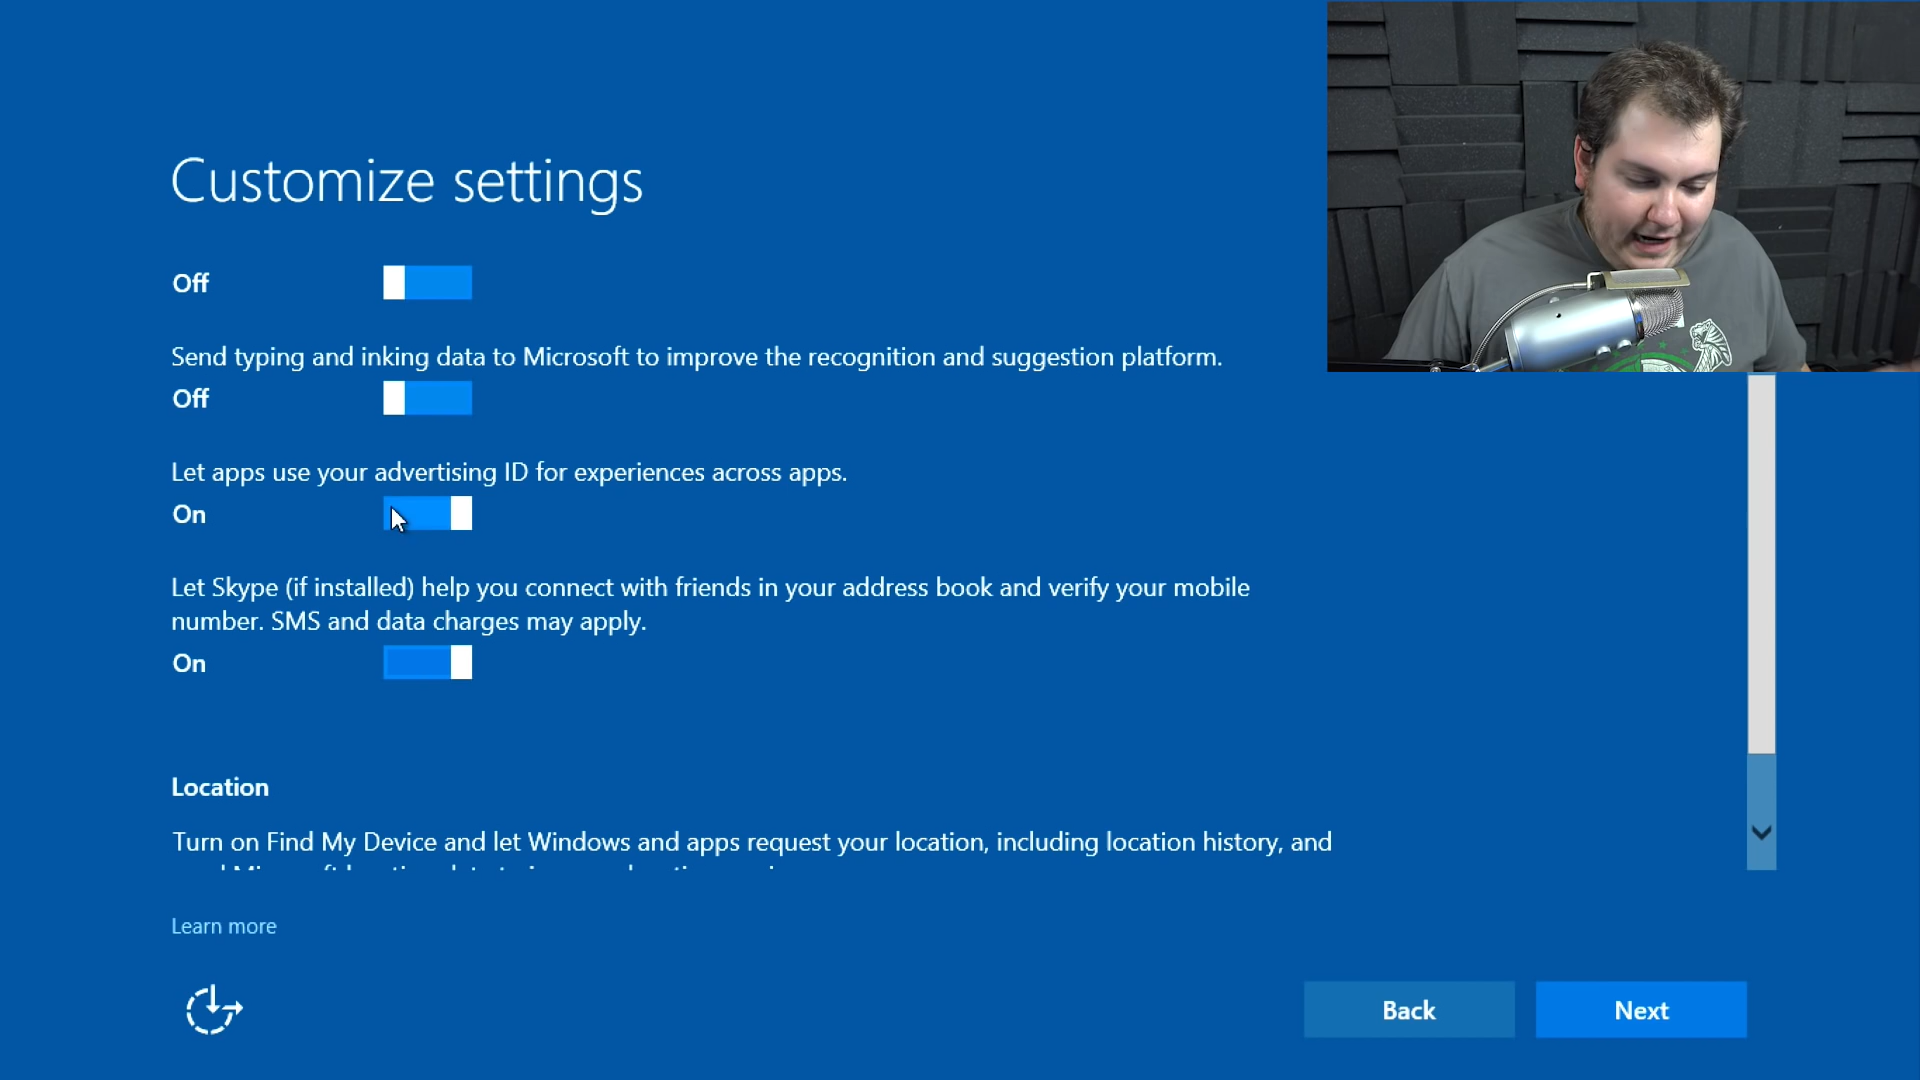 Customize settings
Off
Send typing and inking data to Microsoft to improve the recognition and suggestion platform.
Off
Let apps use your advertising ID for experiences across apps.
On
Let Skype (if installed) help you connect with friends in your address book and verify your mobile
number. SMS and data charges may apply.
On
Location
Turn on Find My Device and let Windows and apps request your location, including location history, and
Learn more
Back
Next